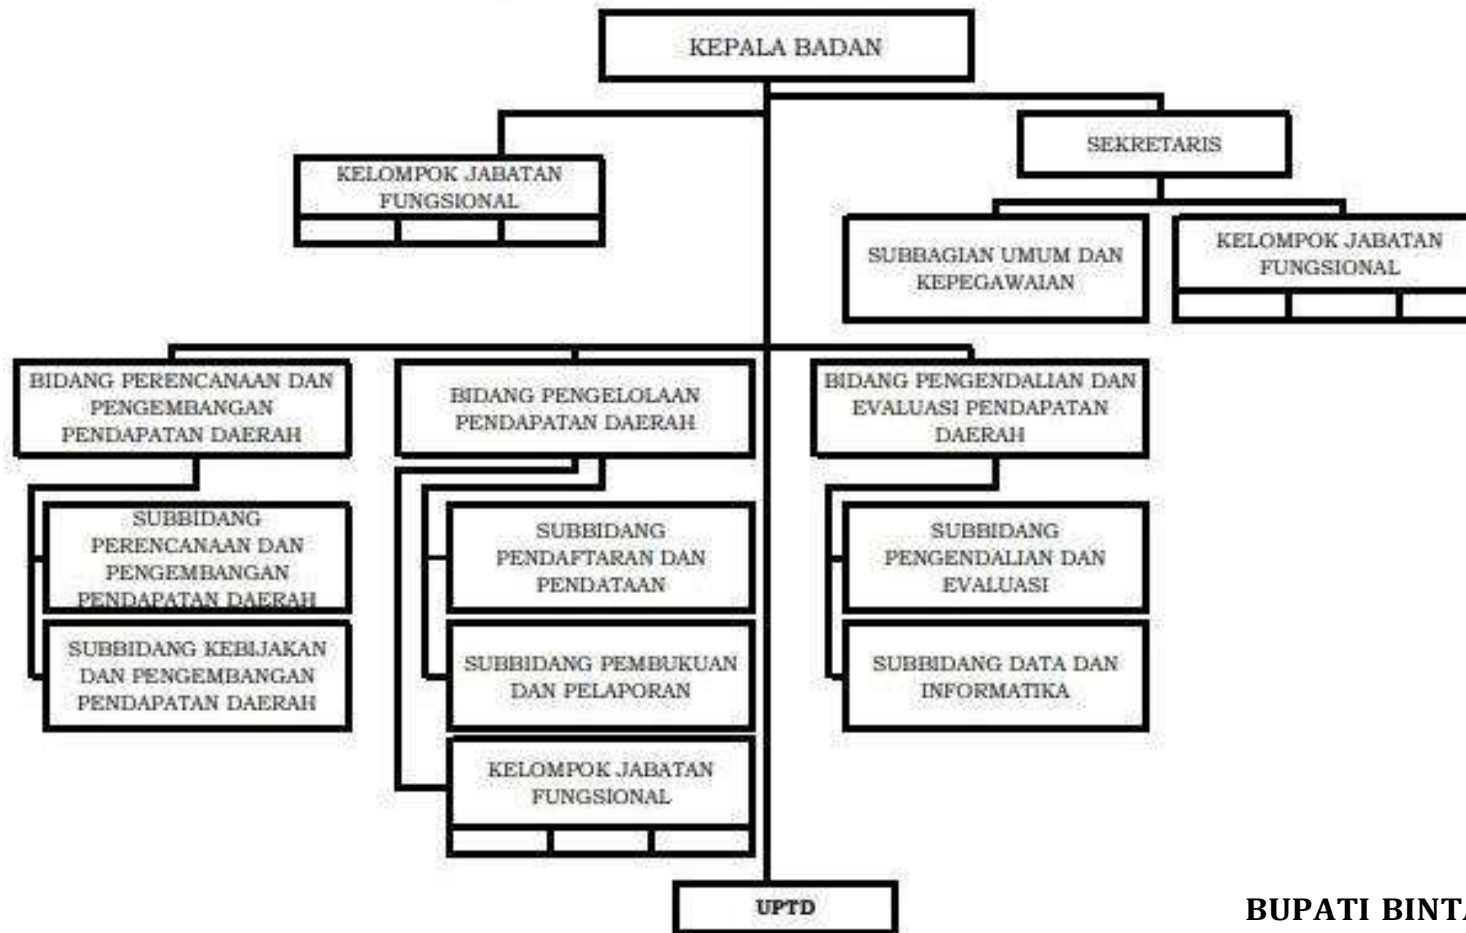 KEPALA BADAN
SEKRETARIS
KELOMPOK JABATAN
FUNGSIONAL
SUBBAGIAN UMUM DAN
KEPEGAWAIAN
KELOMPOK JABATAN
FUNGSIONAL
BIDANG PERENCANAAN DAN
PENGEMBANGAN
PENDAPATAN DAERAH
BIDANG PENGELOLAAN
PENDAPATAN DAERAH
BIDANG PENGENDALIAN DAN
EVALUASI PENDAPATAN
DAERAH
SUBBIDANG
PERENCANAAN DAN
PENGEMBANGAN
PENDAPATAN DAERAH
SUBBIDANG
PENDAFTARAN DAN
PENDATAAN
SUBBIDANG
PENGENDALIAN DAN
EVALUASI
SUBBIDANG KEBIJAKAN
DAN PENGEMBANGAN
PENDAPATAN DAERAH
SUBBIDANG PEMBUKUAN
DAN PELAPORAN
SUBBIDANG DATA DAN
INFORMATIKA
KELOMPOK JABATAN
FUNGSIONAL
UPTD
BUPATI